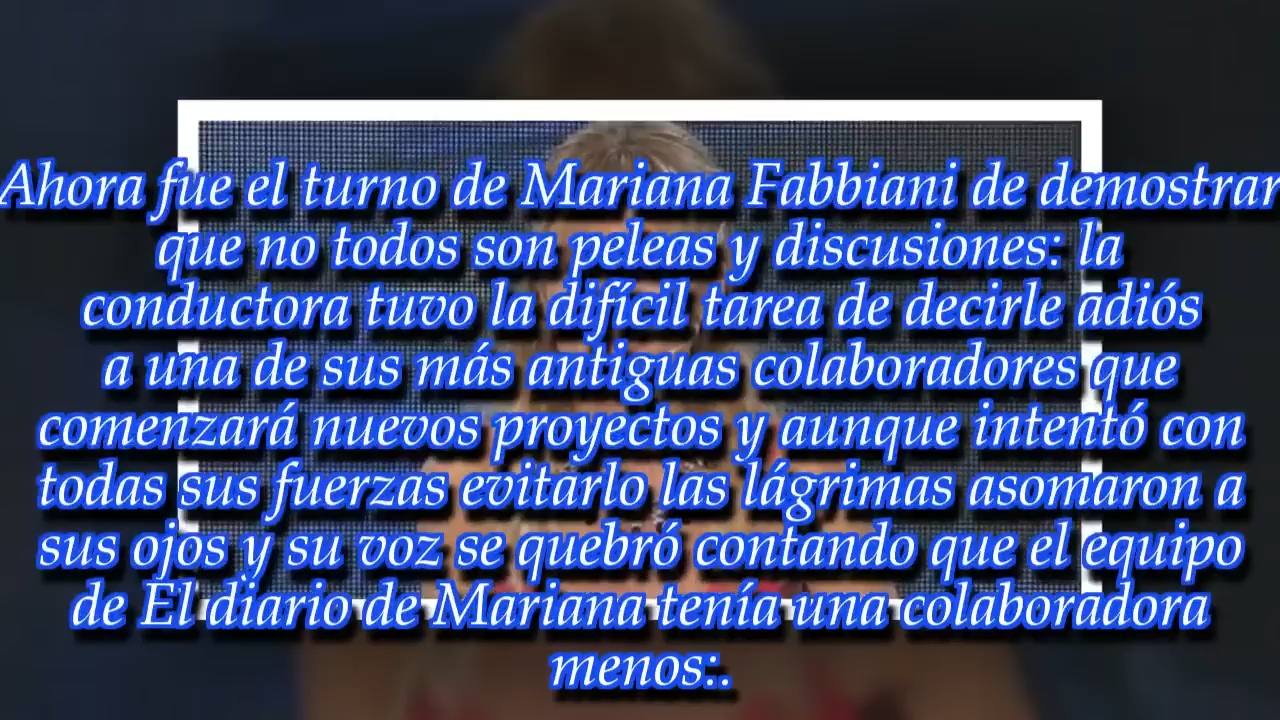 Ahora fue el turno de Mariana Fabbiani de demostrar
que no todos son peleas y discusiones: la
conductora tuvo la difícil tarea de decirle adiós
a una de sus más antiguas colaboradores que
comenzará nuevos proyectos y aunque intentó con
todas sus fuerzas evitarlo las lágrimas asomaron a
sus ojos y su voz se quebró contando que el equipo
de El diario de Mariana tenía una colaboradora
menos:.